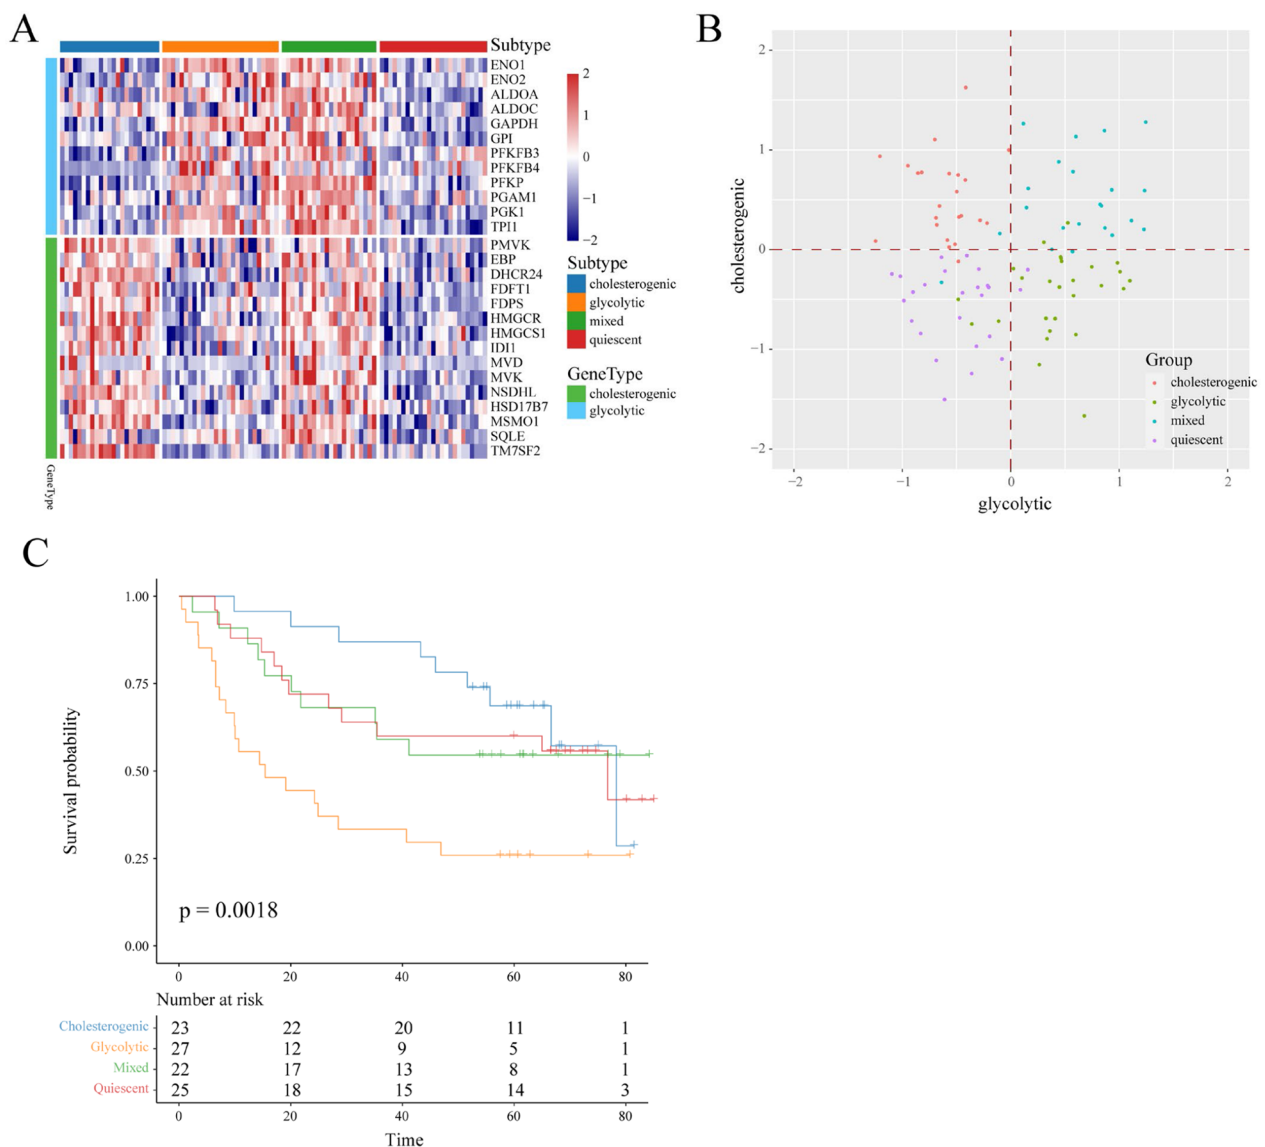 A
Subtype
ENO1
ENO2
ALDOA
ALDOC
GAPDH
GPI
PFKFB3
PFKFB4
PFKP
PGAM1
PGK1
TPI1
PMVK
EBP
DHCR24
FDFT1
FDPS
HMGCR
HMGCS1
IDI1
MVD
MVK
NSDHL
HSD17B7
MSMO1
SQLE
TM7SF2
GeneType
2
1
0
−1
−2
Subtype
cholesterogenic
glycolytic
mixed
quiescent
GeneType
cholesterogenic
glycolytic
B
cholesterogenic
2
1
0
−1
−2
−2 −1 0 1 2
glycolytic
Group
cholesterogenic
glycolytic
mixed
quiescent
C
Survival probability
1.00
0.75
0.50
0.25
0.00
p = 0.0018
0 20 40 60 80
Number at risk
Cholesterogenic 23 22 20 11 1
Glycolytic 27 12 9 5 1
Mixed 22 17 13 8 1
Quiescent 25 18 15 14 3
0 20 40 60 80
Time